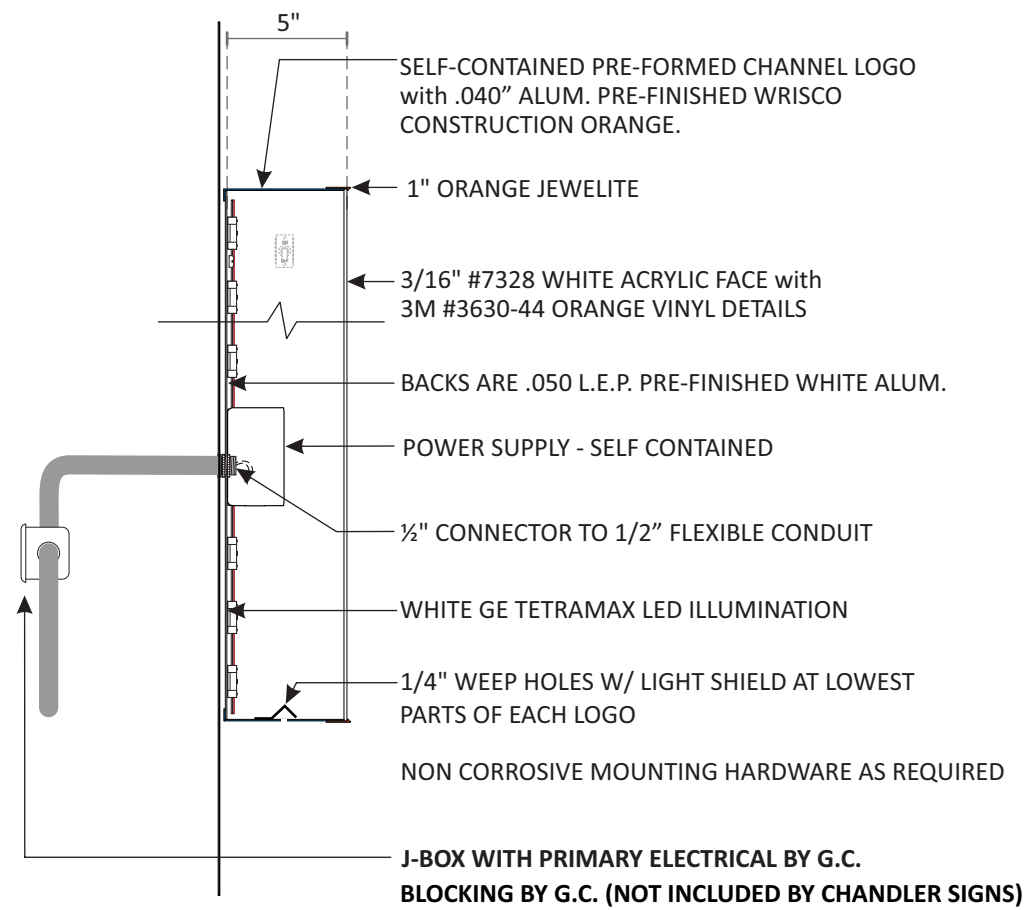 5"
SELF-CONTAINED PRE-FORMED CHANNEL LOGO
with .040” ALUM. PRE-FINISHED WRISCO
CONSTRUCTION ORANGE.
1" ORANGE JEWELITE
3/16" #7328 WHITE ACRYLIC FACE with
3M #3630-44 ORANGE VINYL DETAILS
BACKS ARE .050 L.E.P. PRE-FINISHED WHITE ALUM.
POWER SUPPLY - SELF CONTAINED
½" CONNECTOR TO 1/2” FLEXIBLE CONDUIT
WHITE GE TETRAMAX LED ILLUMINATION
1/4" WEEP HOLES W/ LIGHT SHIELD AT LOWEST
PARTS OF EACH LOGO
NON CORROSIVE MOUNTING HARDWARE AS REQUIRED
J-BOX WITH PRIMARY ELECTRICAL BY G.C.
BLOCKING BY G.C. (NOT INCLUDED BY CHANDLER SIGNS)